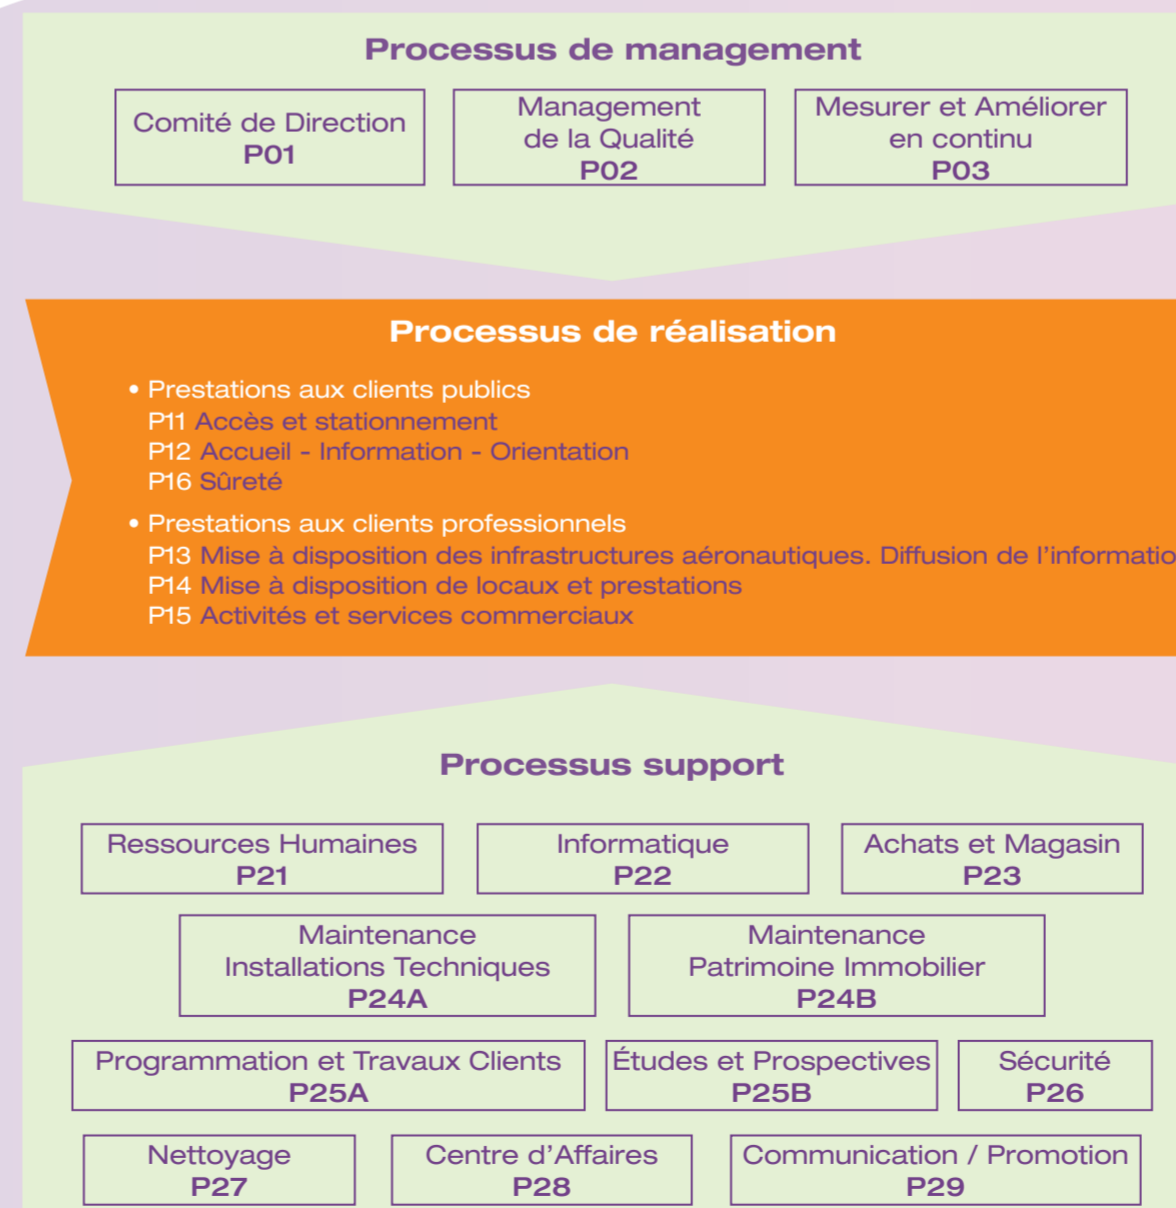 Processus de management
Comité de Direction
P01
Management
de la Qualité
P02
Mesurer et Améliorer
en continu
P03
Processus de réalisation
• Prestations aux clients publics
P11 Accès et stationnement
P12 Accueil - Information - Orientation
P16 Sûreté
• Prestations aux clients professionnels
P13 Mise à disposition des infrastructures aéronautiques. Diffusion de l’informatio
P14 Mise à disposition de locaux et prestations
P15 Activités et services commerciaux
Processus support
Ressources Humaines
P21
Informatique
P22
Achats et Magasin
P23
Maintenance
Installations Techniques
P24A
Maintenance
Patrimoine Immobilier
P24B
Programmation et Travaux Clients
P25A
Études et Prospectives
P25B
Sécurité
P26
Nettoyage
P27
Centre d’Affaires
P28
Communication / Promotion
P29